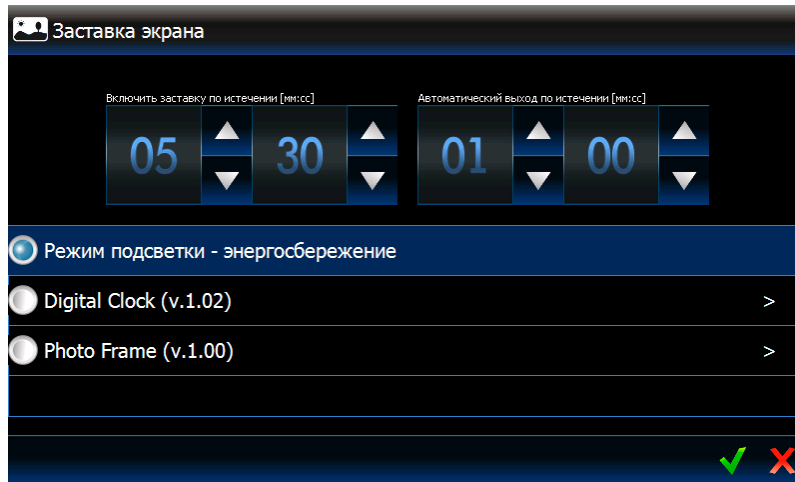 Заставка экрана
Включить заставку по истечении [мм:сс] Автоматический выход по истечении [мм:сс]
05 30 01 00
Режим подсветки - энергосбережение
Digital Clock (v.1.02) >
Photo Frame (v.1.00) >